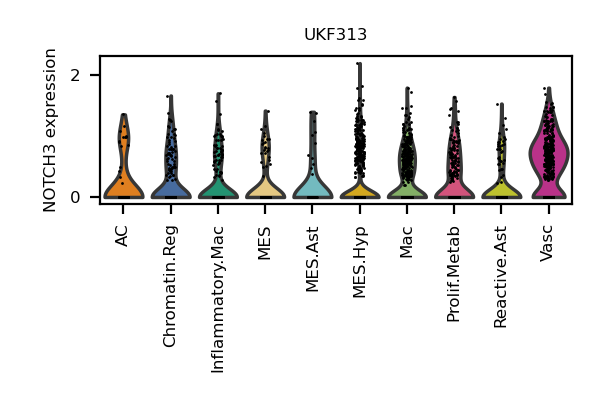 UKF313
NOTCH3 expression
2
0
AC
Chromatin.Reg
Inflammatory.Mac
MES
MES.Ast
MES.Hyp
Mac
Prolif.Metab
Reactive.Ast
Vasc